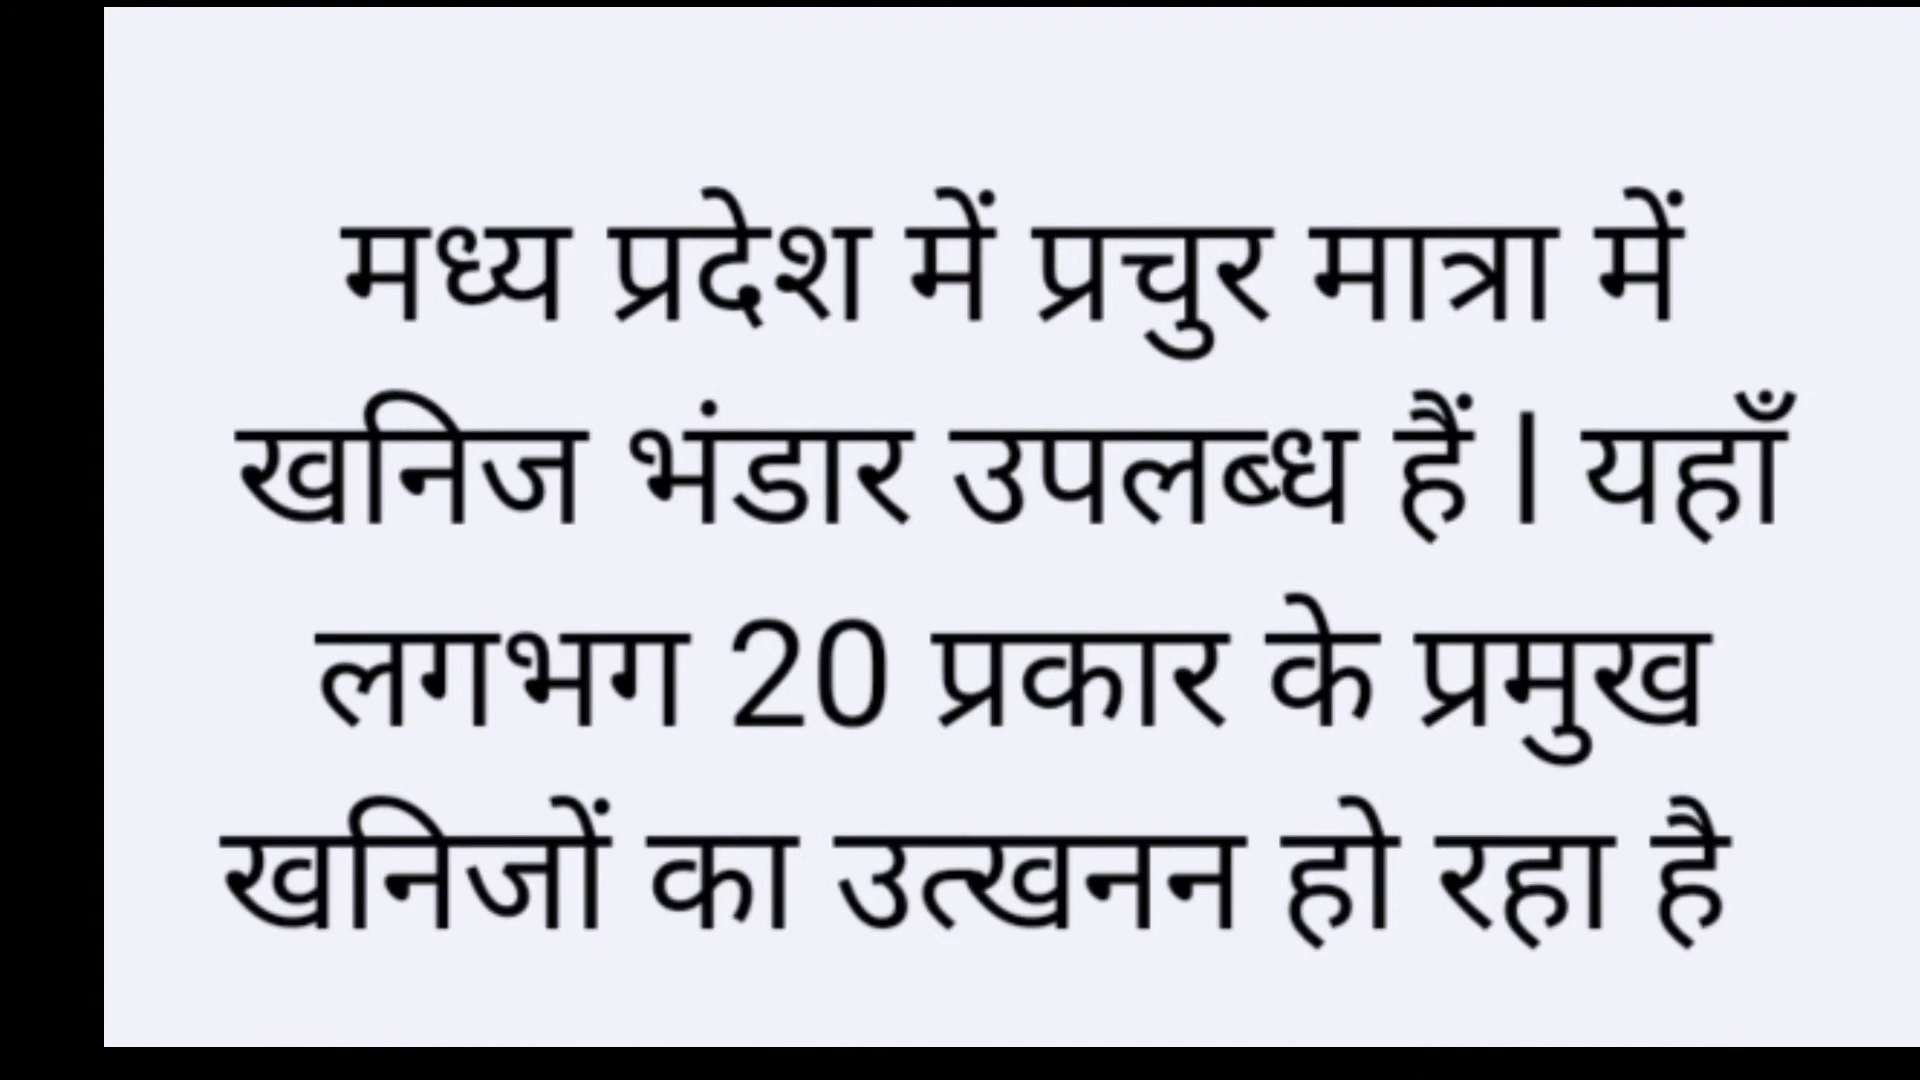 मध्य प्रदेश में प्रचुर मात्रा में
खनिज भंडार उपलब्ध हैं l यहाँ
लगभग 20 प्रकार के प्रमुख
खनिजों का उत्खनन हो रहा है